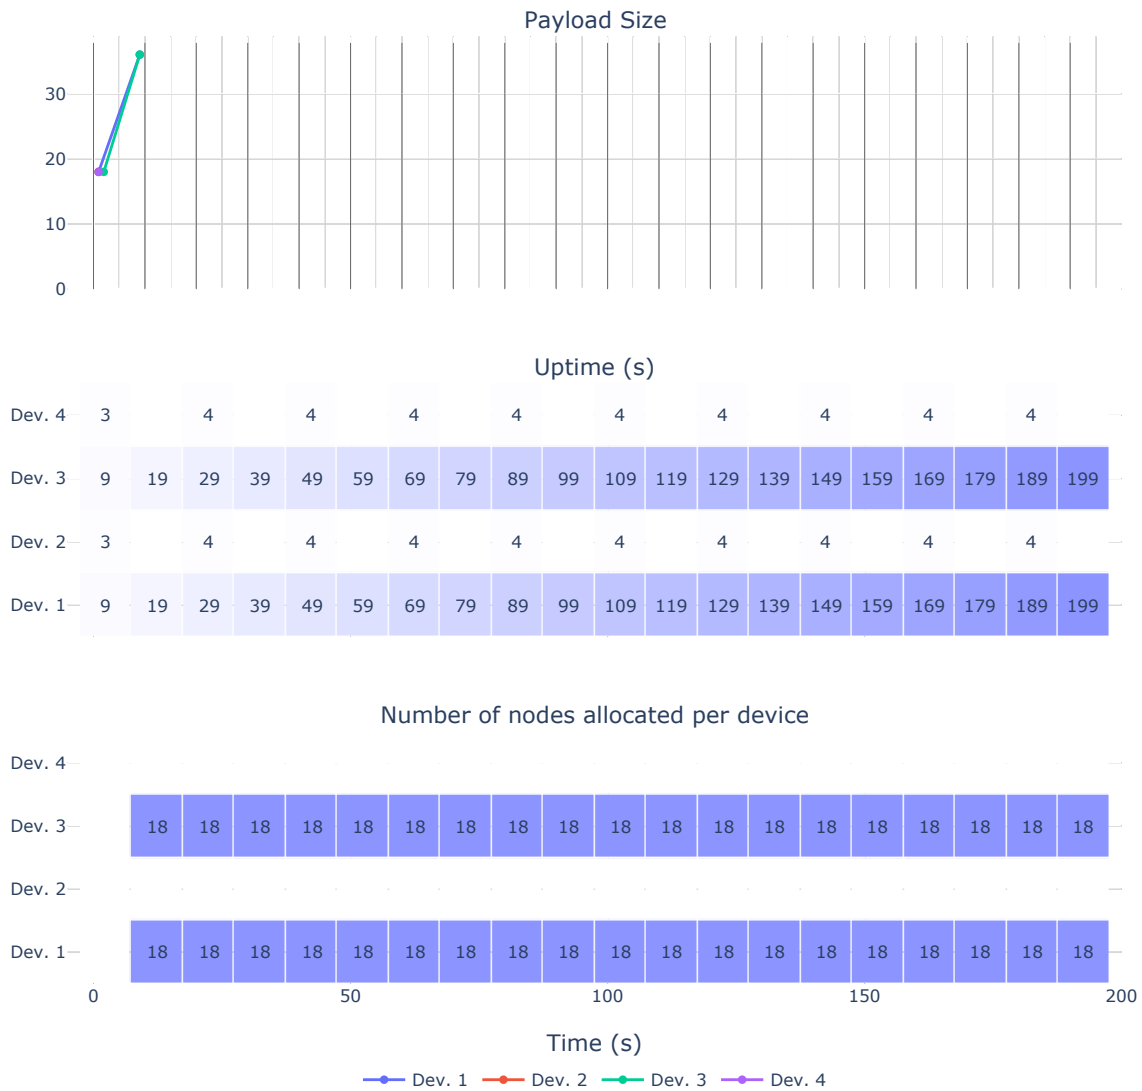 Payload Size
30
20
10
0
Uptime (s)
Dev. 4 3 4 4 4 4 4 4 4 4 4
Dev. 3 9 19 29 39 49 59 69 79 89 99 109 119 129 139 149 159 169 179 189 199
Dev. 2 3 4 4 4 4 4 4 4 4 4
Dev. 1 9 19 29 39 49 59 69 79 89 99 109 119 129 139 149 159 169 179 189 199
Number of nodes allocated per device
Dev. 4
Dev. 3 18 18 18 18 18 18 18 18 18 18 18 18 18 18 18 18 18 18 18
Dev. 2
Dev. 1 18 18 18 18 18 18 18 18 18 18 18 18 18 18 18 18 18 18 18
0 50 100 150 200
Time (s)
Dev. 1 Dev. 2 Dev. 3 Dev. 4